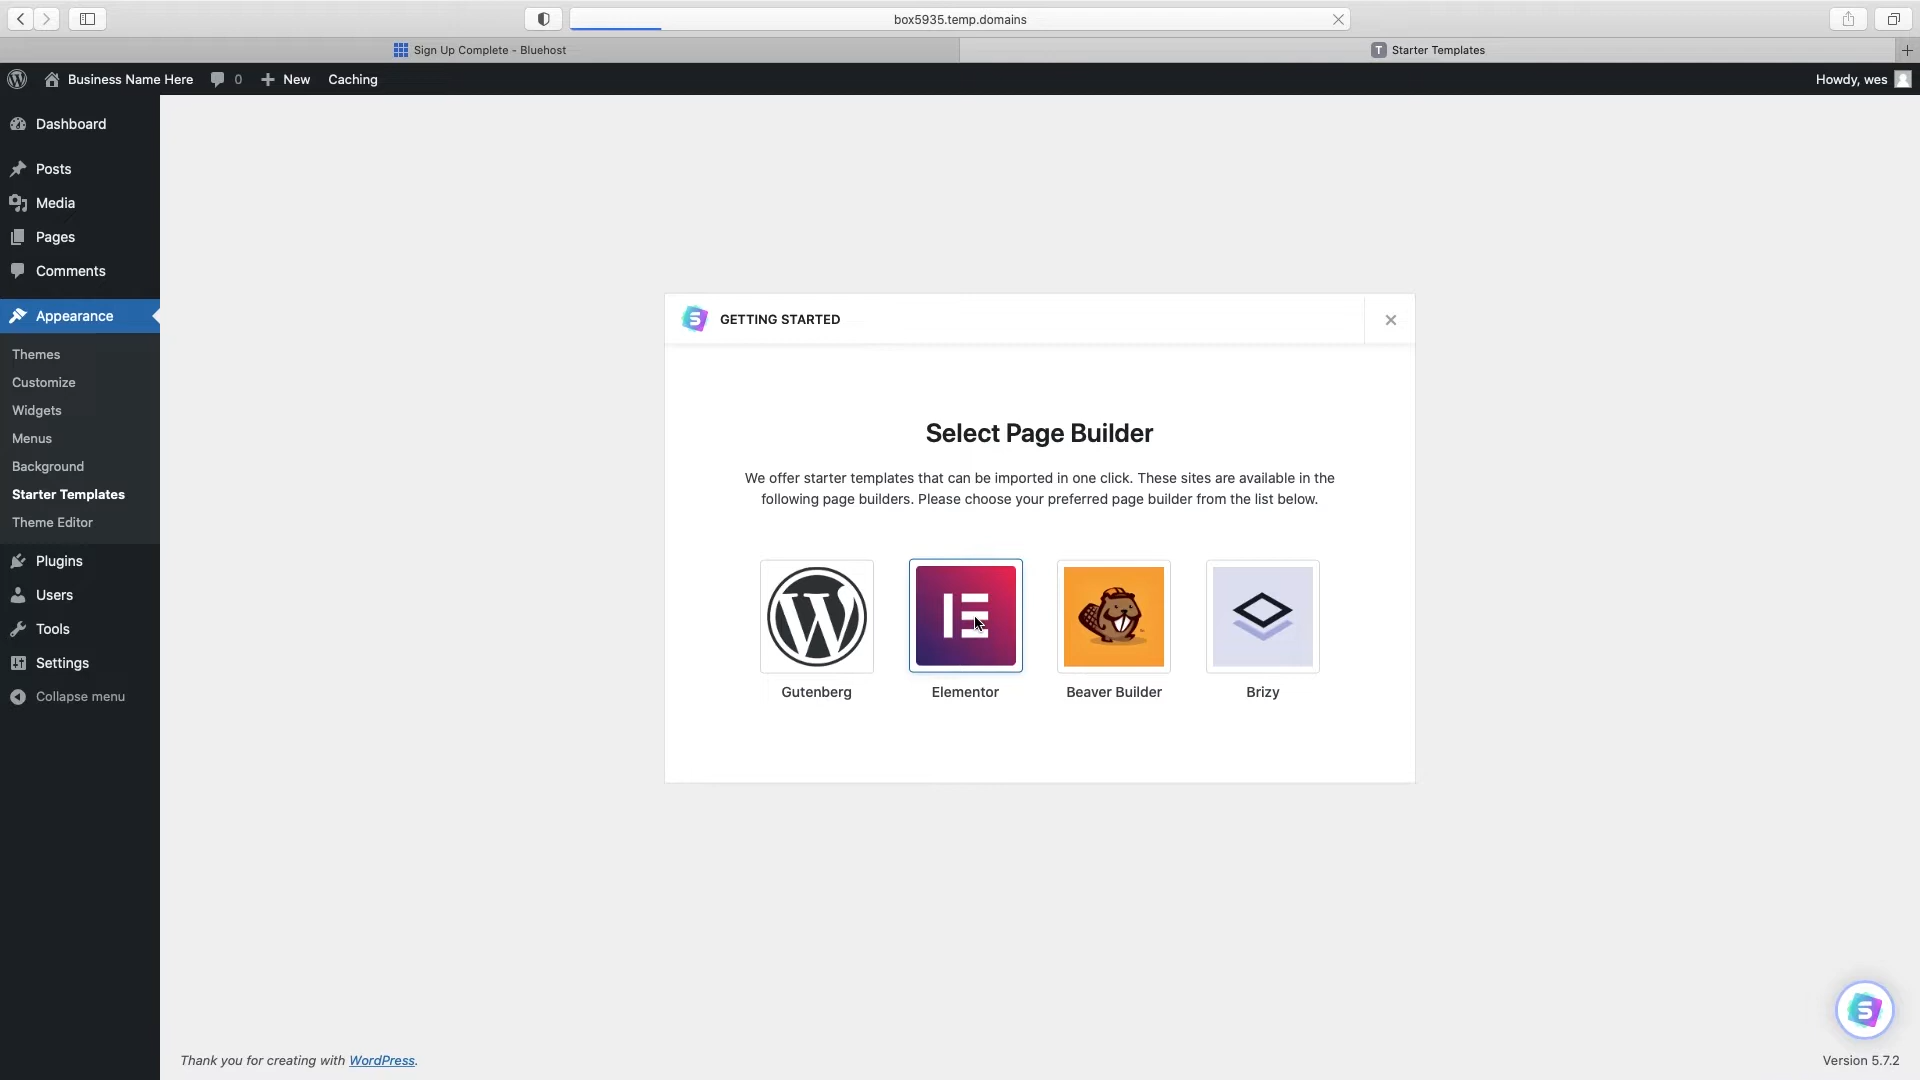 box5935.temp.domains
Sign Up Complete - Bluehost
T Starter Templates
Business Name Here 0 New Caching Howdy, wes
Dashboard
Posts
Media
Pages
Comments
Appearance
Themes
Customize
Widgets
Menus
Background
Starter Templates
Theme Editor
Plugins
Users
Tools
Settings
Collapse menu
GETTING STARTED
Select Page Builder
We offer starter templates that can be imported in one click. These sites are available in the
following page builders. Please choose your preferred page builder from the list below.
Gutenberg Elementor Beaver Builder Brizy
Thank you for creating with WordPress.
Version 5.7.2